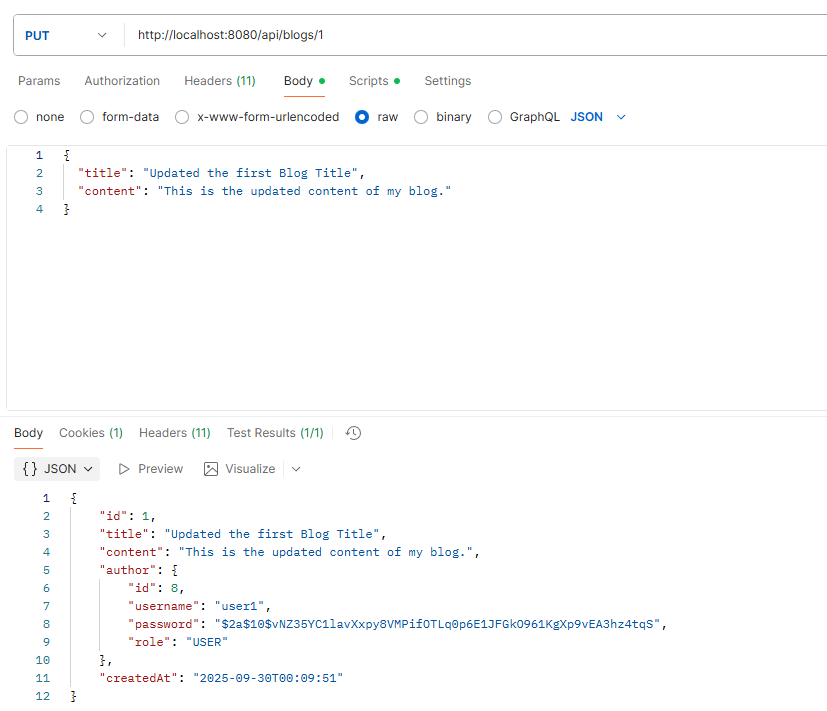 PUT http://localhost:8080/api/blogs/1
Params Authorization Headers (11) Body Scripts Settings
none form-data x-www-form-urlencoded raw binary GraphQL JSON
1 {
2 "title": "Updated the first Blog Title",
3 "content": "This is the updated content of my blog."
4 }
Body Cookies (1) Headers (11) Test Results (1/1)
{} JSON Preview Visualize
1 {
2 "id": 1,
3 "title": "Updated the first Blog Title",
4 "content": "This is the updated content of my blog.",
5 "author": {
6 "id": 8,
7 "username": "user1",
8 "password": "$2a$10$vNZ35YC1lavXxpy8VMPifOTLq0p6E1JFGkO961KgXp9vEA3hz4tqS",
9 "role": "USER"
10 },
11 "createdAt": "2025-09-30T00:09:51"
12 }